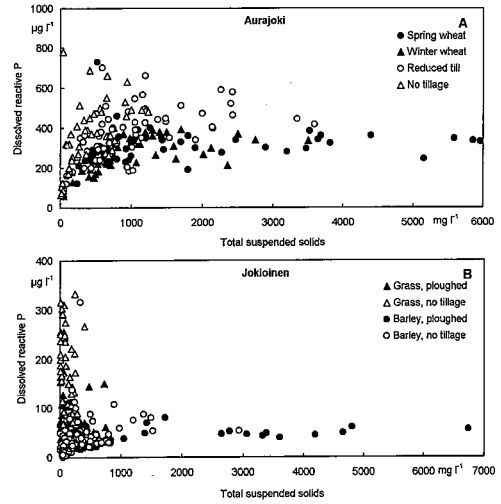 Aurajoki
A
1000
µg l⁻¹
800
600
400
200
0
Dissolved reactive P
Spring wheat
Winter wheat
Reduced till
No tillage
0 1000 2000 3000 4000 5000 6000
mg l⁻¹
Total suspended solids
Jokioinen
B
400
µg l⁻¹
300
200
100
0
Dissolved reactive P
Grass, ploughed
Grass, no tillage
Barley, ploughed
Barley, no tillage
0 1000 2000 3000 4000 5000 6000 7000
mg l⁻¹
Total suspended solids